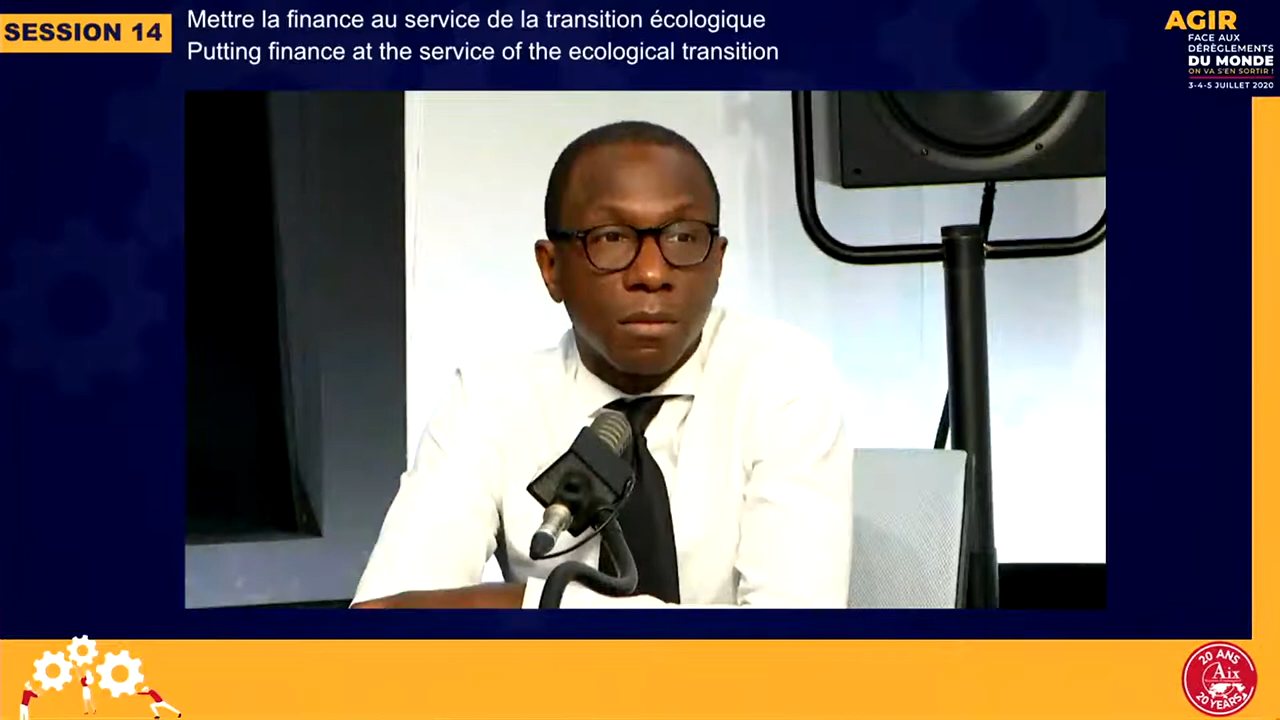 SESSION 14
Mettre la finance au service de la transition écologique
Putting finance at the service of the ecological transition
AGIR
FACE AUX
DÉRÈGLEMENTS
DU MONDE
ON VA S'EN SORTIR !
3-4-5 JUILLET 2020
20 ANS
Aix
20 YEARS